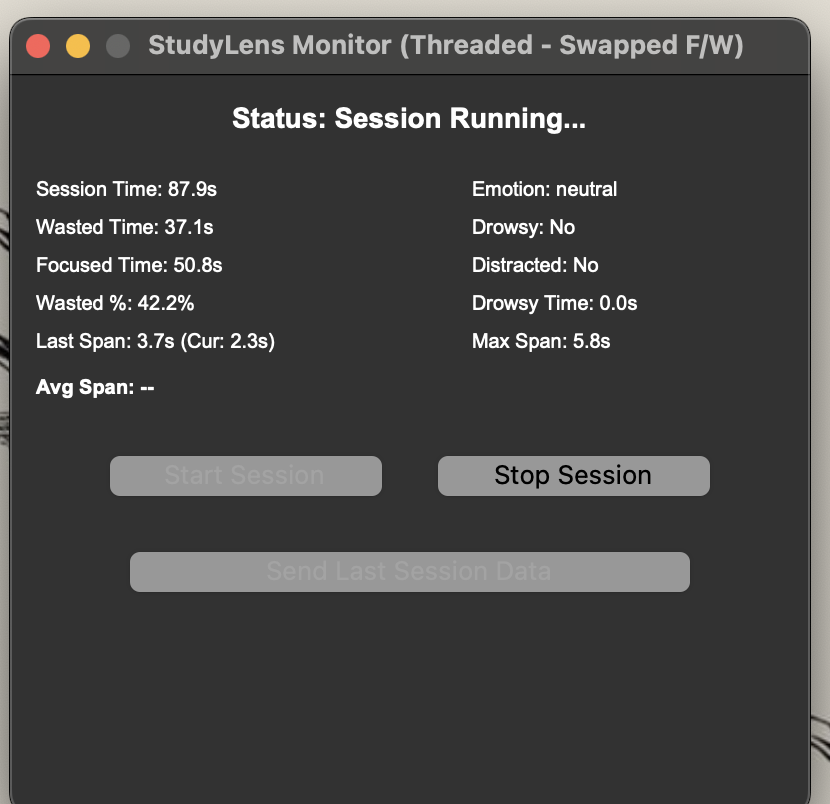 StudyLens Monitor (Threaded - Swapped F/W)
Status: Session Running...
Session Time: 87.9s
Wasted Time: 37.1s
Focused Time: 50.8s
Wasted %: 42.2%
Last Span: 3.7s (Cur: 2.3s)
Avg Span: --
Emotion: neutral
Drowsy: No
Distracted: No
Drowsy Time: 0.0s
Max Span: 5.8s
Start Session
Stop Session
Send Last Session Data